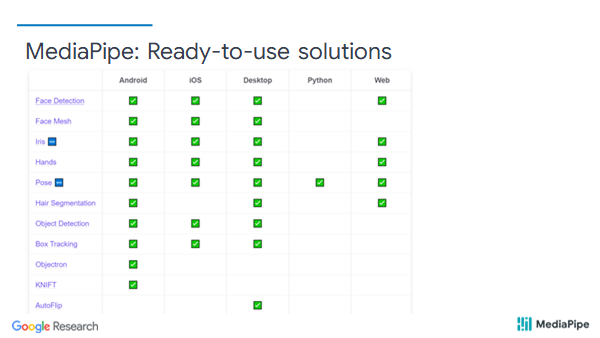 MediaPipe: Ready-to-use solutions
Android iOS Desktop Python Web
Face Detection ✅ ✅ ✅ ✅
Face Mesh ✅ ✅ ✅
Iris ✅ ✅ ✅ ✅
Hands ✅ ✅ ✅ ✅
Pose ✅ ✅ ✅ ✅ ✅
Hair Segmentation ✅ ✅ ✅
Object Detection ✅ ✅ ✅
Box Tracking ✅ ✅ ✅
Objectron ✅
KNIFT ✅
AutoFlip ✅
Google Research
MediaPipe